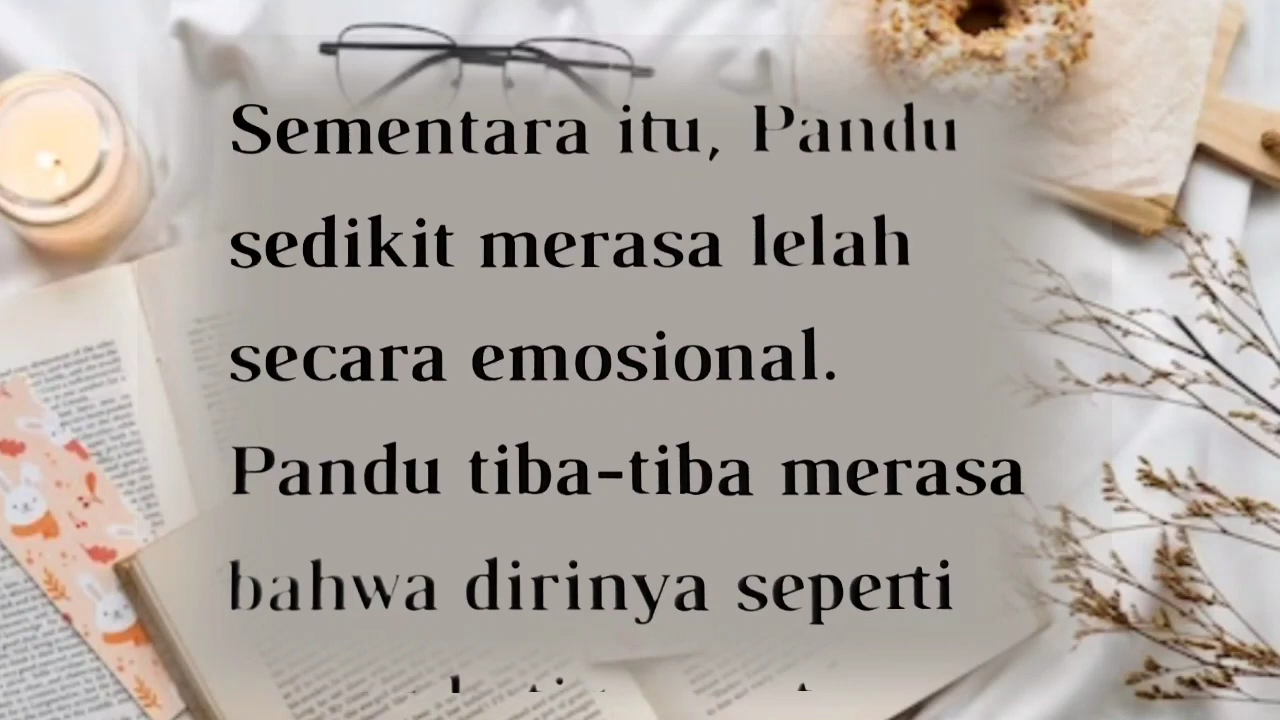 Sementara itu, Pandu
sedikit merasa lelah
secara emosional.
Pandu tiba-tiba merasa
bahwa dirinya seperti